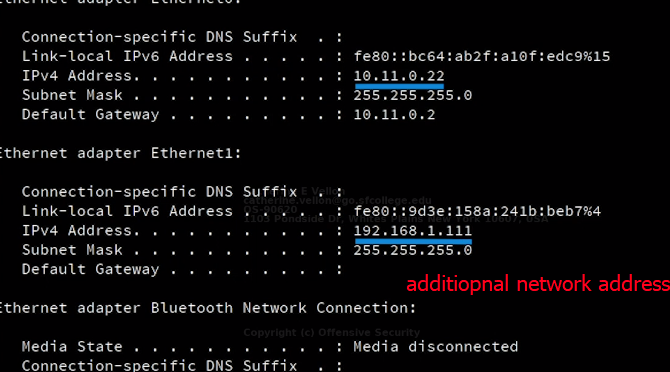 Ethernet adapter Ethernet0:
Connection-specific DNS Suffix . :
Link-local IPv6 Address . . . . . : fe80::bc64:ab2f:a10f:edc9%15
IPv4 Address. . . . . . . . . . . : 10.11.0.22
Subnet Mask . . . . . . . . . . . : 255.255.255.0
Default Gateway . . . . . . . . . : 10.11.0.2
Ethernet adapter Ethernet1:
Connection-specific DNS Suffix . :
Link-local IPv6 Address . . . . . : fe80::9d3e:158a:241b:beb7%4
IPv4 Address. . . . . . . . . . . : 192.168.1.111
Subnet Mask . . . . . . . . . . . : 255.255.255.0
Default Gateway . . . . . . . . . :
additiopnal network address
Ethernet adapter Bluetooth Network Connection:
Copyright (c) Offensive Security
Media State . . . . . . . . . . . : Media disconnected
Connection-specific DNS Suffix . :